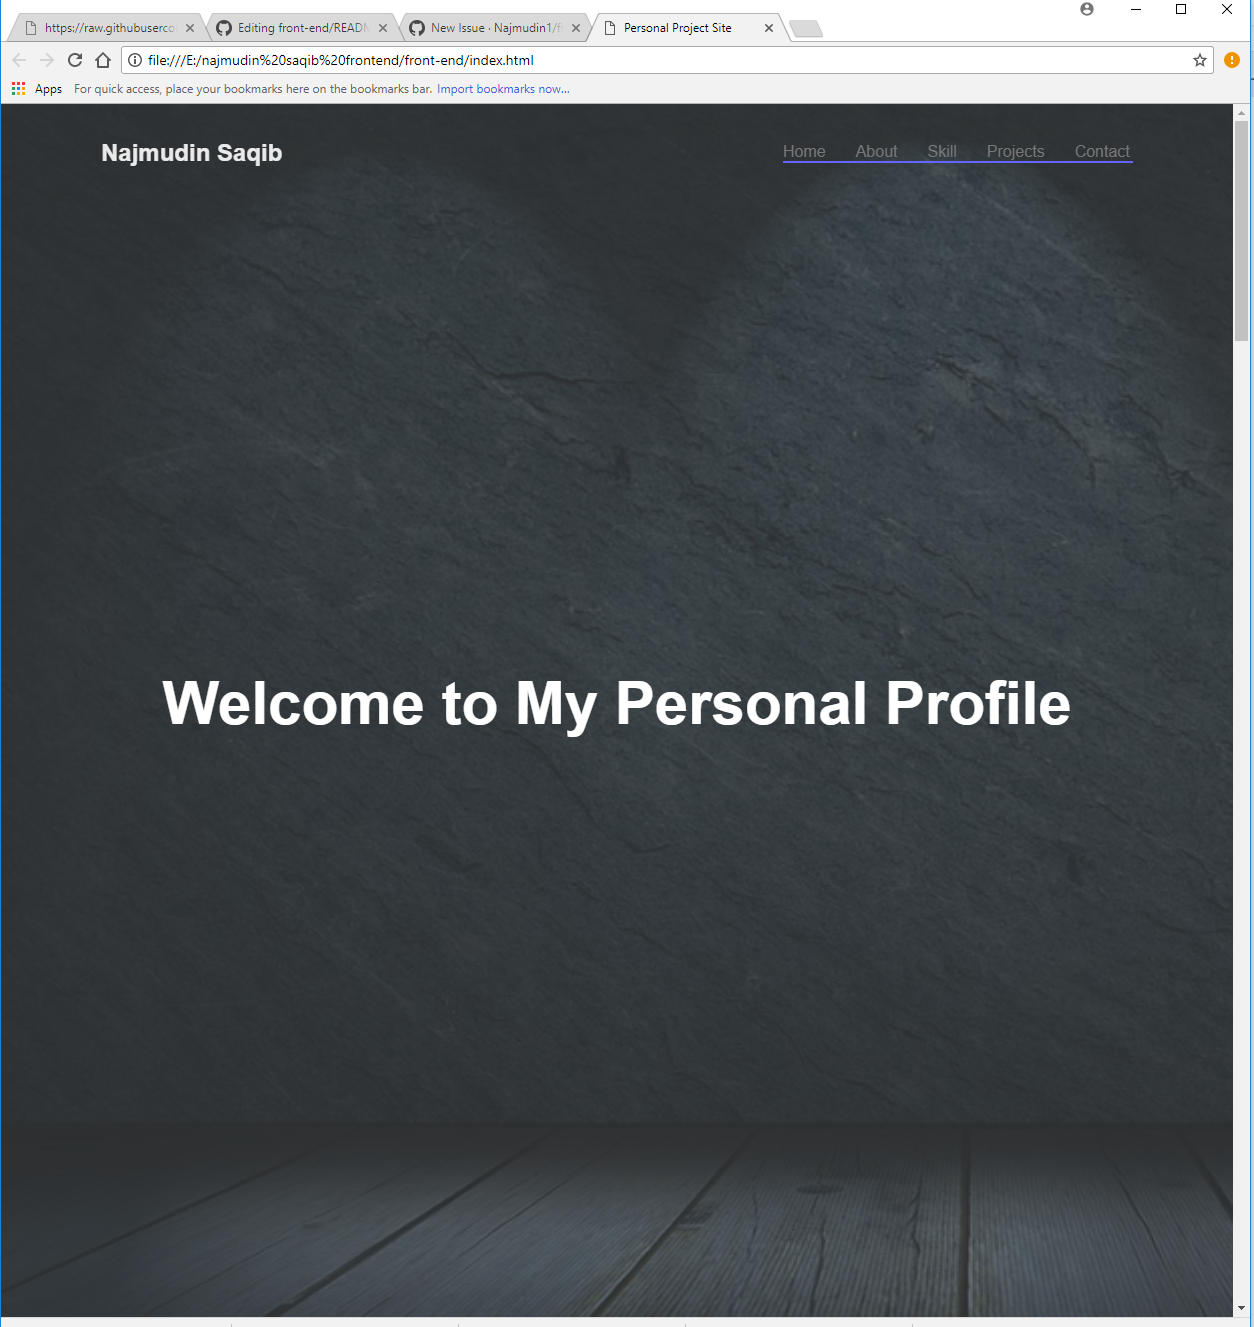 https://raw.githubuserco
Editing front-end/READM
New Issue · Najmudin1/f
Personal Project Site
file:///E:/najmudin%20saqib%20frontend/front-end/index.html
Apps For quick access, place your bookmarks here on the bookmarks bar. Import bookmarks now...
Najmudin Saqib
Home About Skill Projects Contact
Welcome to My Personal Profile